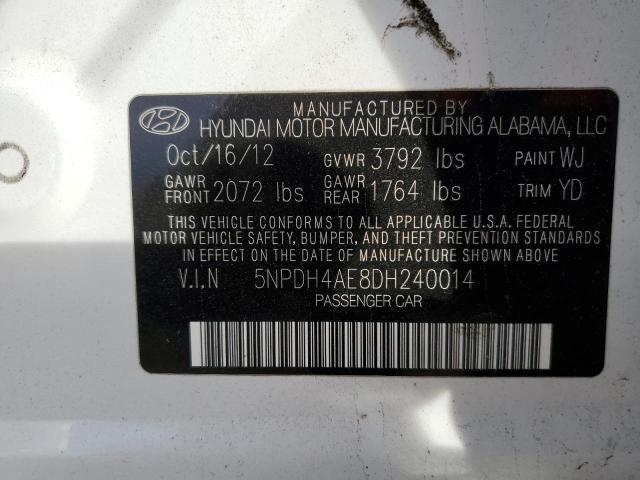 MANUFACTURED BY
HYUNDAI MOTOR MANUFACTURING ALABAMA, LLC
Oct/16/12 GVWR 3792 lbs PAINT WJ
GAWR FRONT 2072 lbs GAWR REAR 1764 lbs TRIM YD
THIS VEHICLE CONFORMS TO ALL APPLICABLE U.S.A. FEDERAL
MOTOR VEHICLE SAFETY, BUMPER, AND THEFT PREVENTION STANDARDS
IN EFFECT ON THE DATE OF MANUFACTURE SHOWN ABOVE.
V.I.N 5NPDH4AE8DH240014
PASSENGER CAR